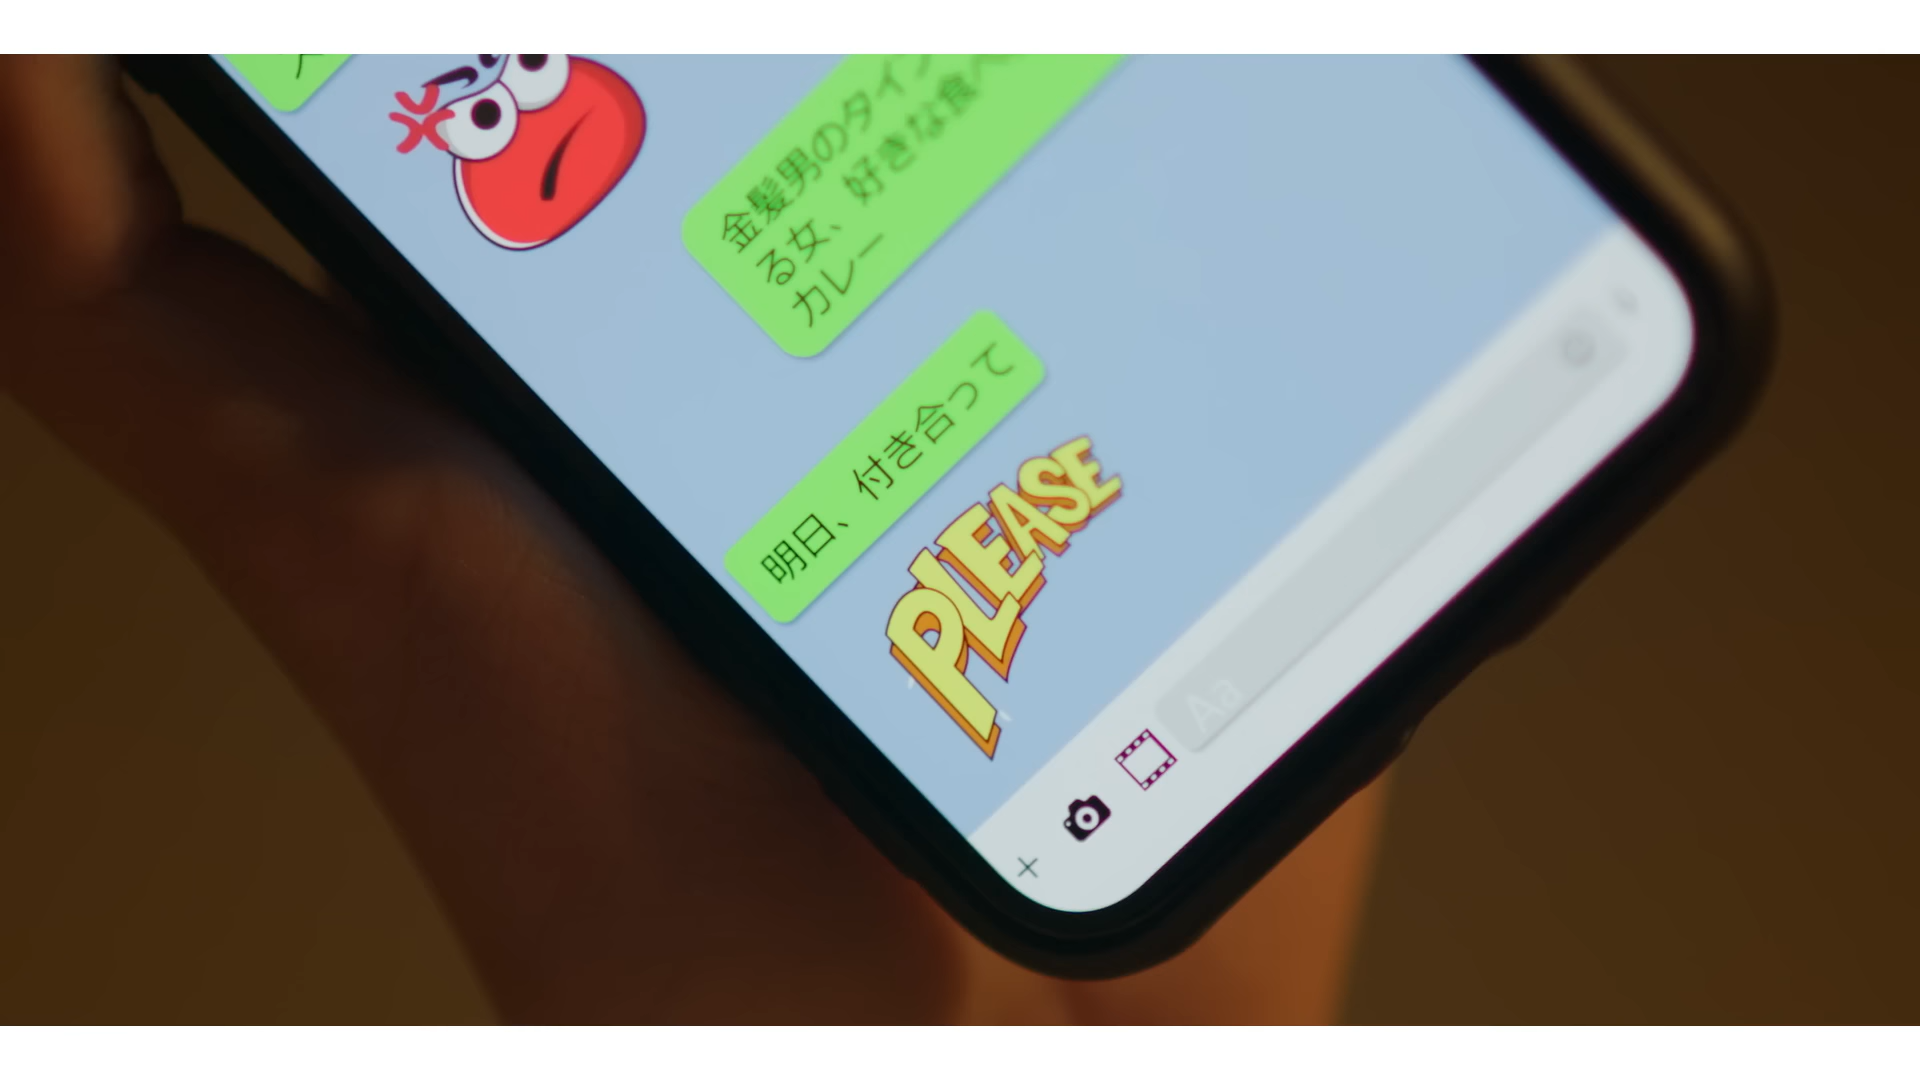 金髪男のタイ
る女、好きな食べ
カレー
明日、付き合って
PLEASE
Aa